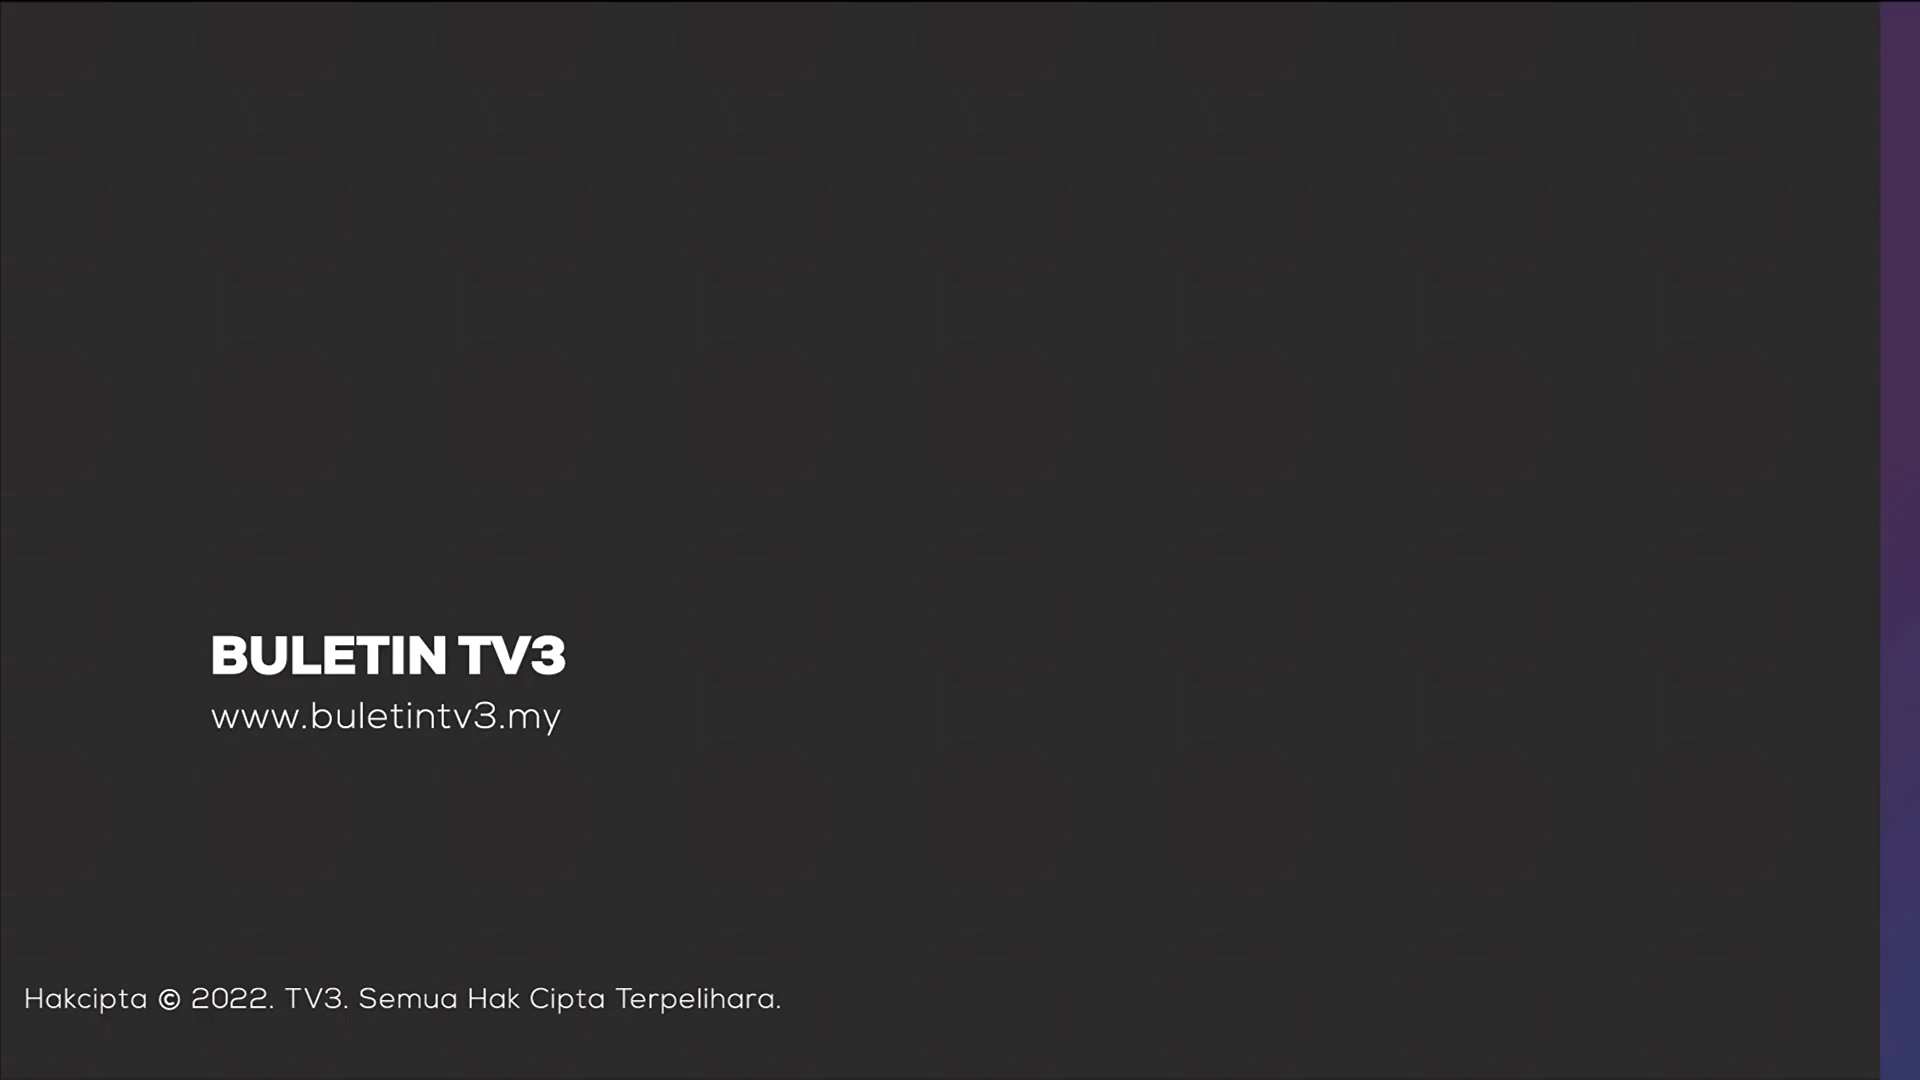 BULETIN TV3
www.buletintv3.my
Hakcipta © 2022. TV3. Semua Hak Cipta Terpelihara.